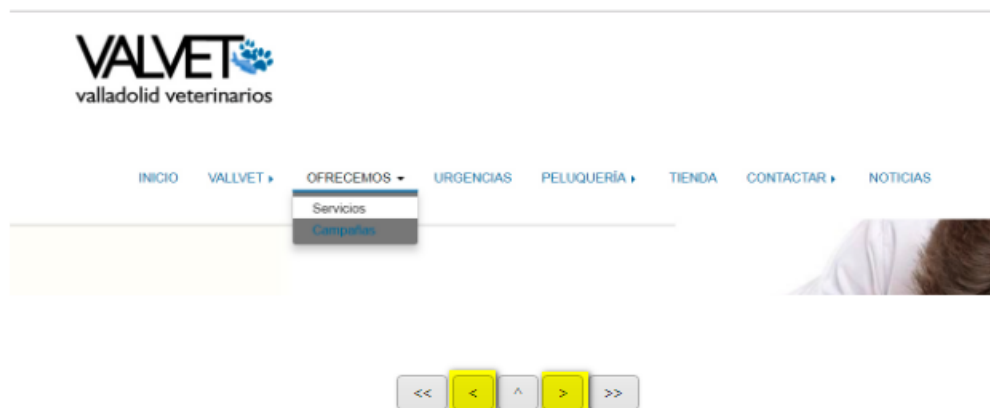 VALVET
valladolid veterinarios
INICIO VALLVET OFRECEMOS URGENCIAS PELUQUERÍA TIENDA CONTACTAR NOTICIAS
Servicios
Campañas
<< < ^ > >>